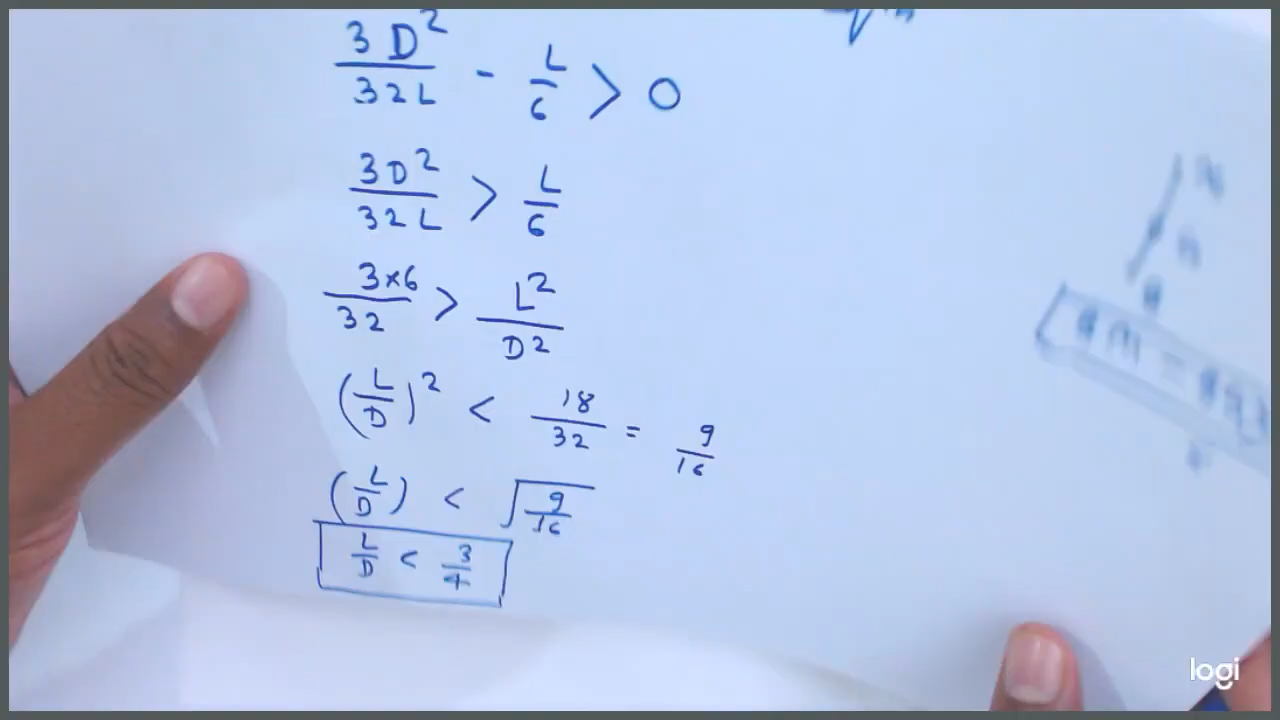 3D²/32L - L/6 > 0
3D²/32L > L/6
3×6/32 > L²/D²
(L/D)² < 18/32 = 9/16
(L/D) < √9/16
L/D < 3/4
logi